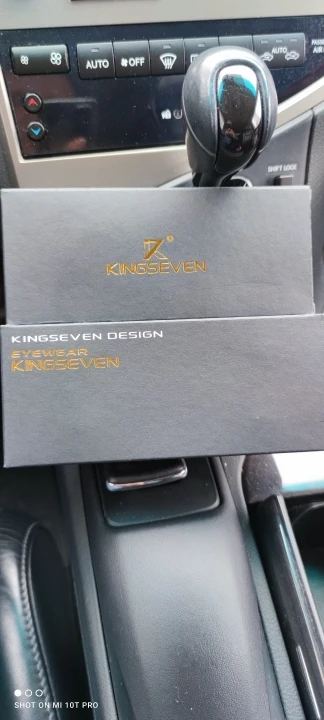 AUTO
OFF
AUTO
SHIFT LOCK
KINGSEVEN
KINGSEVEN DESIGN
EYEWEAR
KINGSEVEN
SHOT ON MI 10T PRO